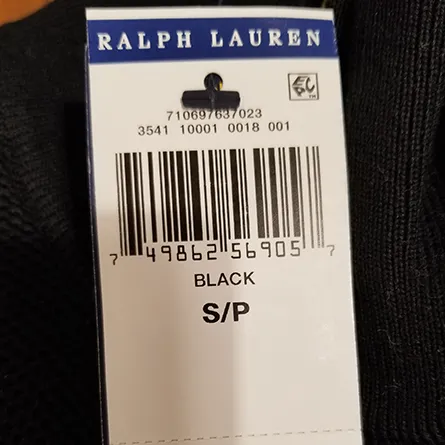 RALPH LAUREN
710697637023
3541 10001 0018 001
7 49862 56905 7
BLACK
S/P